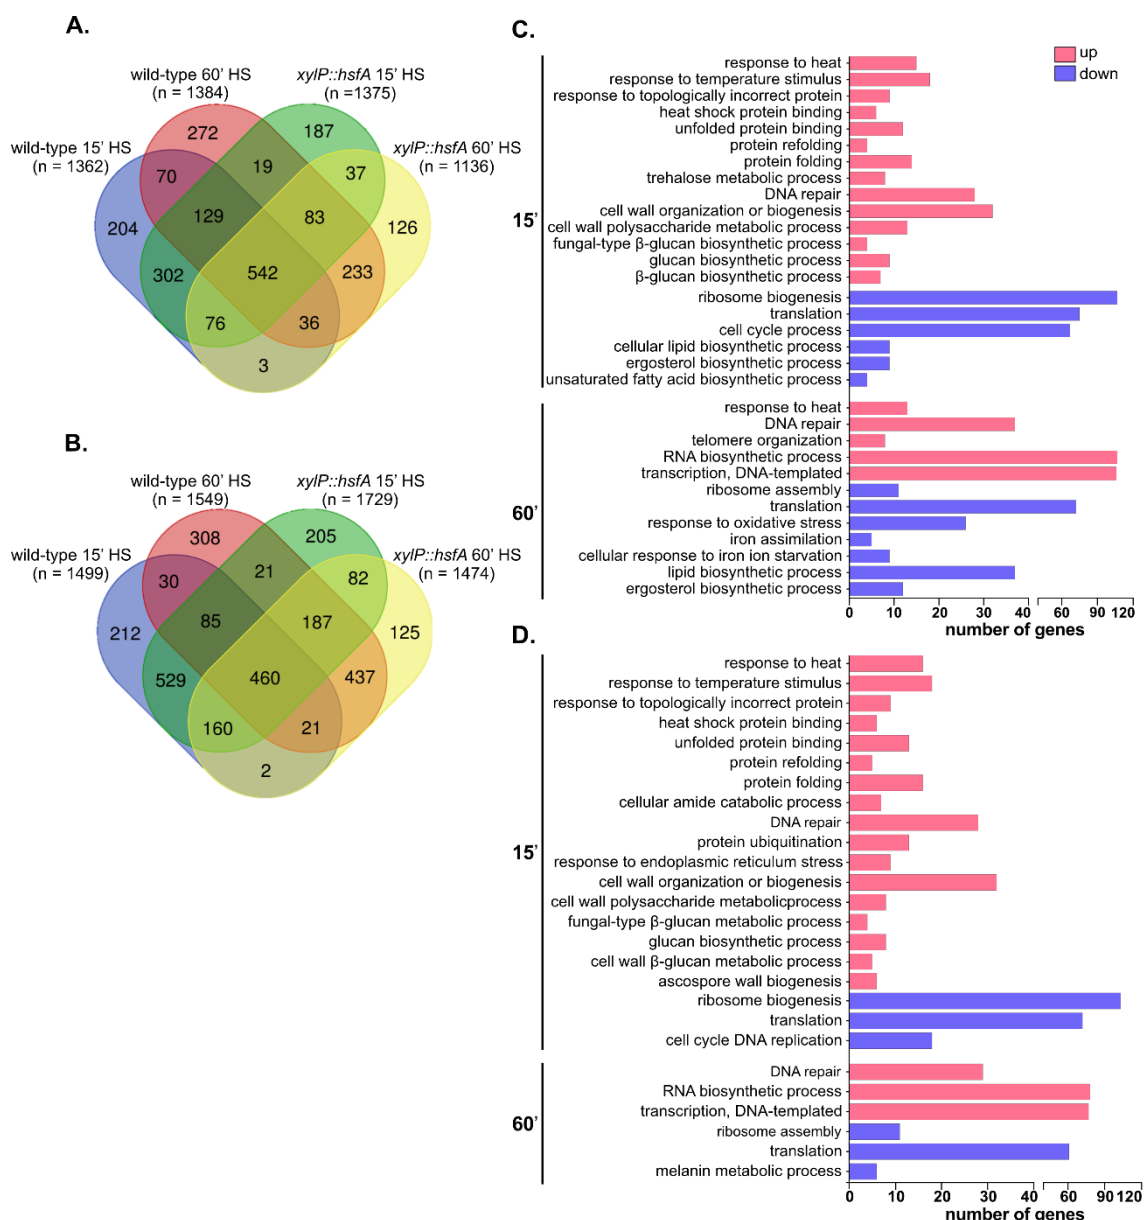 A.
wild-type 60' HS
(n = 1384)
xylP::hsfA 15' HS
(n =1375)
wild-type 15' HS
(n = 1362)
xylP::hsfA 60' HS
(n = 1136)
272
187
70
19
37
204
129
83
126
302
542
233
76
36
3
B.
wild-type 60' HS
(n = 1549)
xylP::hsfA 15' HS
(n = 1729)
wild-type 15' HS
(n = 1499)
xylP::hsfA 60' HS
(n = 1474)
308
205
30
21
82
212
85
187
125
529
460
437
160
21
2
C.
up
down
15'
response to heat
response to temperature stimulus
response to topologically incorrect protein
heat shock protein binding
unfolded protein binding
protein refolding
protein folding
trehalose metabolic process
DNA repair
cell wall organization or biogenesis
cell wall polysaccharide metabolic process
fungal-type β-glucan biosynthetic process
glucan biosynthetic process
β-glucan biosynthetic process
ribosome biogenesis
translation
cell cycle process
cellular lipid biosynthetic process
ergosterol biosynthetic process
unsaturated fatty acid biosynthetic process
60'
response to heat
DNA repair
telomere organization
RNA biosynthetic process
transcription, DNA-templated
ribosome assembly
translation
response to oxidative stress
iron assimilation
cellular response to iron ion starvation
lipid biosynthetic process
ergosterol biosynthetic process
0 10 20 30 40 60 90 120
number of genes
D.
15'
response to heat
response to temperature stimulus
response to topologically incorrect protein
heat shock protein binding
unfolded protein binding
protein refolding
protein folding
cellular amide catabolic process
DNA repair
protein ubiquitination
response to endoplasmic reticulum stress
cell wall organization or biogenesis
cell wall polysaccharide metabolicprocess
fungal-type β-glucan metabolic process
glucan biosynthetic process
cell wall β-glucan metabolic process
ascospore wall biogenesis
ribosome biogenesis
translation
cell cycle DNA replication
60'
DNA repair
RNA biosynthetic process
transcription, DNA-templated
ribosome assembly
translation
melanin metabolic process
0 10 20 30 40 60 90 120
number of genes